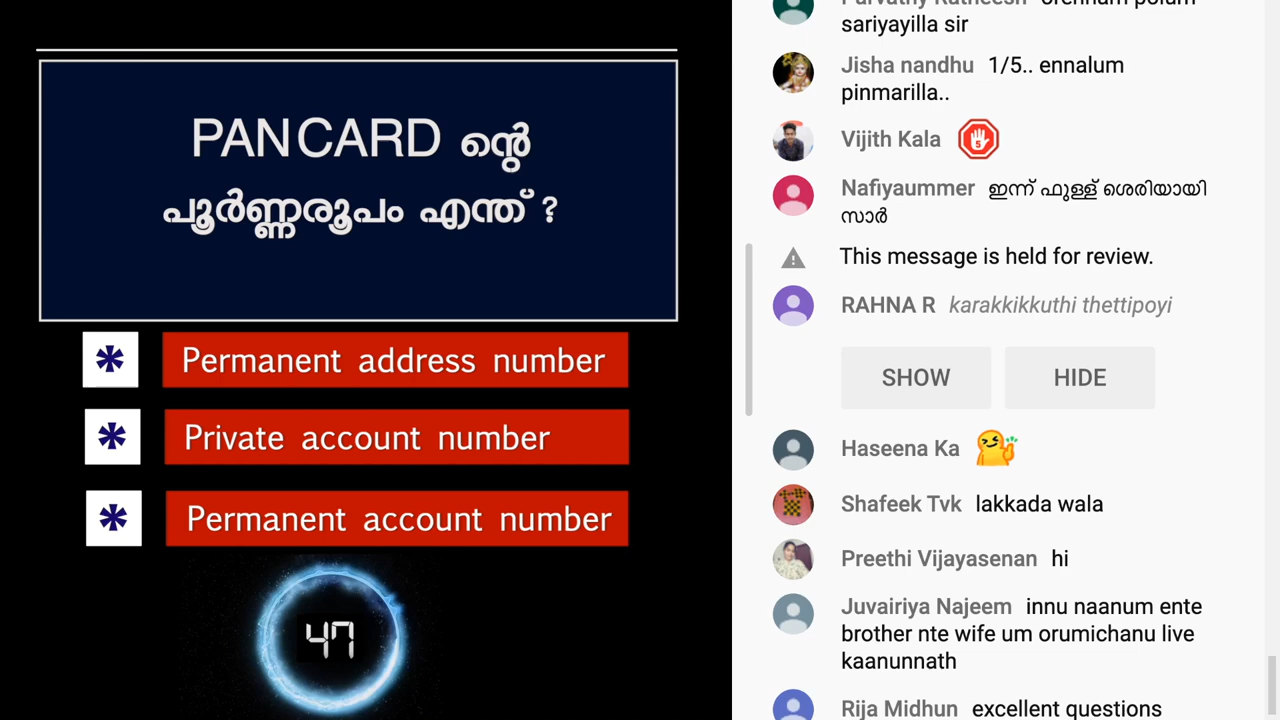 PAN CARD ന്റെ
പൂർണ്ണരൂപം എന്ത് ?
* Permanent address number
* Private account number
* Permanent account number
47
sariyayilla sir
Jisha nandhu 1/5.. ennalum
pinmarilla..
Vijith Kala 5
Nafiyaummer ഇന്ന് ഫുള്ള് ശെരിയായി
സാർ
This message is held for review.
RAHNA R karakkikkuthi thettipoyi
SHOW HIDE
Haseena Ka
Shafeek Tvk lakkada wala
Preethi Vijayasenan hi
Juvairiya Najeem innu naanum ente
brother nte wife um orumichanu live
kaanunnath
Rija Midhun excellent questions